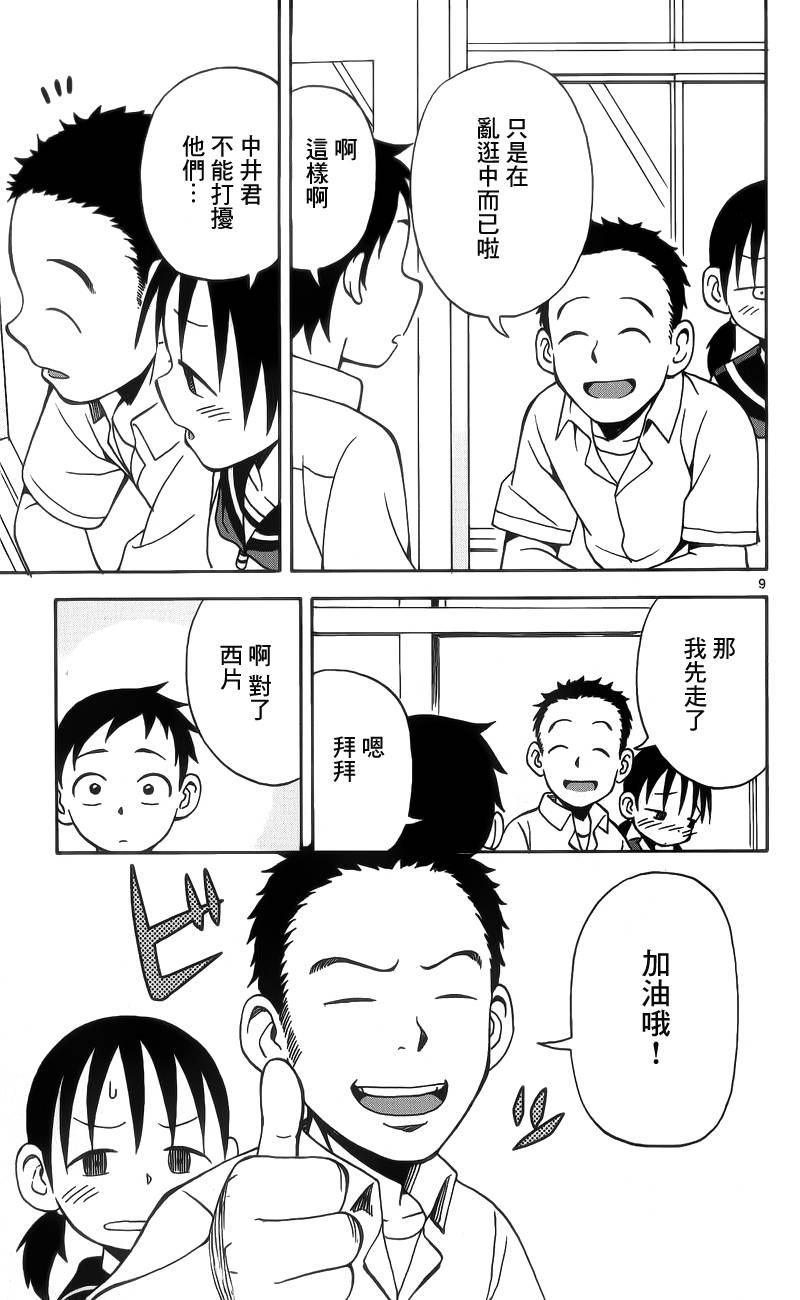 只是在
亂逛中而已啦
啊
這樣啊
中井君
不能打擾
他們…
9
那
我先走了
嗯
拜拜
啊 對了
西片
加油哦！
ビッ